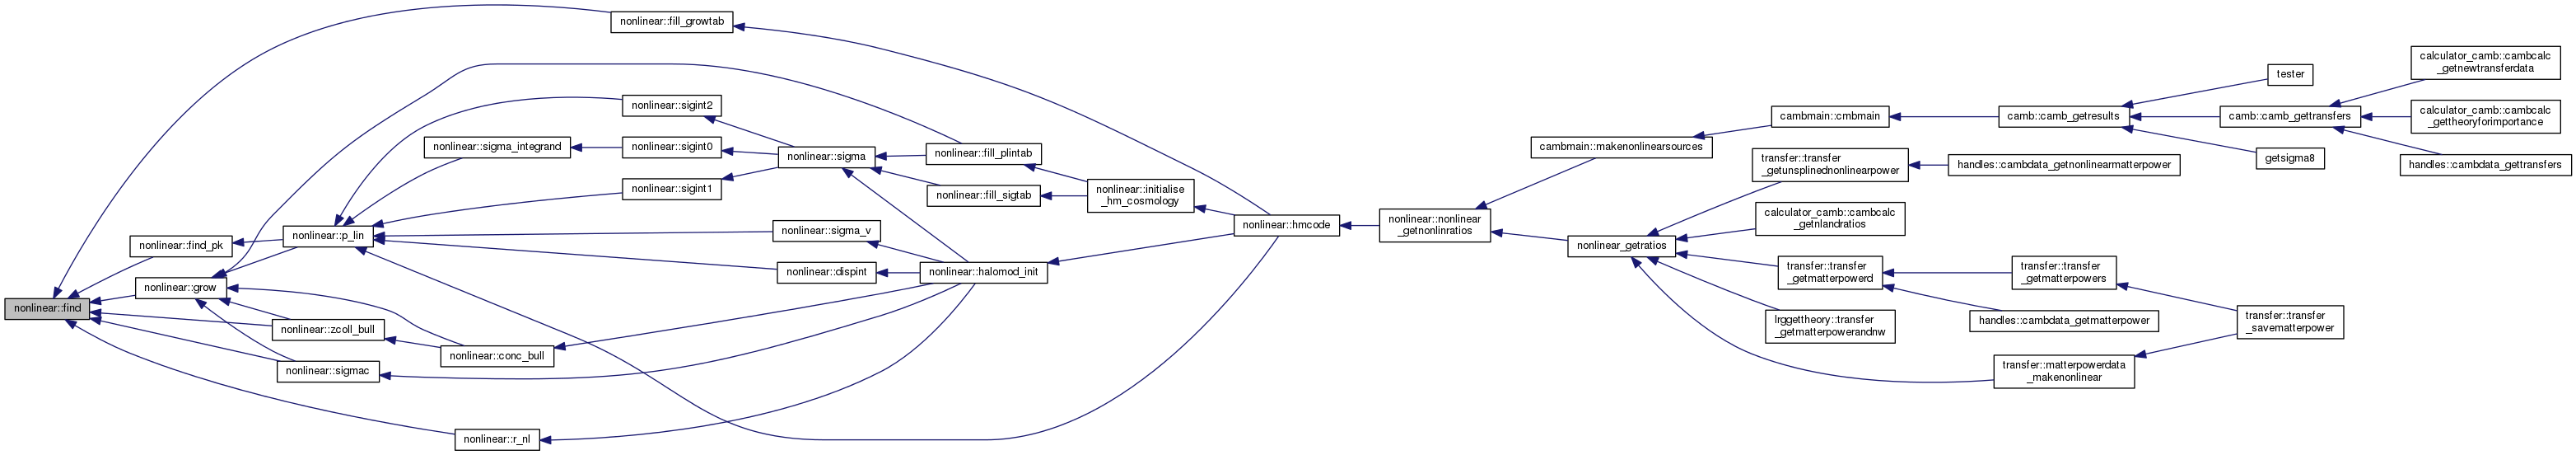 nonlinear::find
nonlinear::find_pk
nonlinear::grow
nonlinear::zcoll_bull
nonlinear::sigmac
nonlinear::p_lin
nonlinear::sigma_integrand
nonlinear::conc_bull
nonlinear::r_nl
nonlinear::fill_growtab
nonlinear::sigint2
nonlinear::sigint0
nonlinear::sigint1
nonlinear::sigma
nonlinear::sigma_v
nonlinear::dispint
nonlinear::fill_plintab
nonlinear::fill_sigtab
nonlinear::halomod_init
nonlinear::initialise
_hm_cosmology
nonlinear::hmcode
nonlinear::nonlinear
_getnonlinratios
cambmain::makenonlinearsources
nonlinear_getratios
cambmain::cmbmain
transfer::transfer
_getunsplinednonlinearpower
calculator_camb::cambcalc
_getnlandratios
transfer::transfer
_getmatterpowerd
lrggettheory::transfer
_getmatterpowerandnw
transfer::matterpowerdata
_makenonlinear
camb::camb_getresults
handles::cambdata_getnonlinearmatterpower
transfer::transfer
_getmatterpowers
handles::cambdata_getmatterpower
tester
camb::camb_gettransfers
getsigma8
transfer::transfer
_savematterpower
calculator_camb::cambcalc
_getnewtransferdata
calculator_camb::cambcalc
_gettheoryforimportance
handles::cambdata_gettransfers